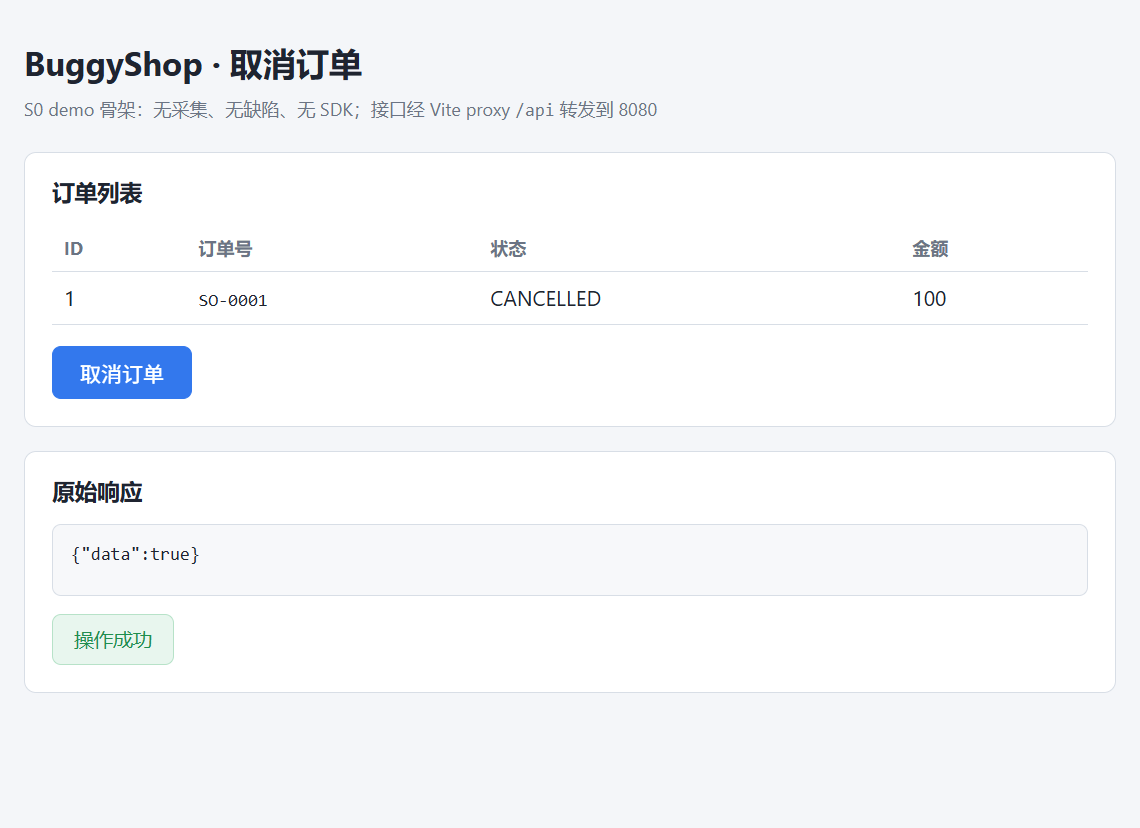 BuggyShop · 取消订单
S0 demo 骨架：无采集、无缺陷、无 SDK；接口经 Vite proxy /api 转发到 8080
订单列表
ID 订单号 状态 金额
1 SO-0001 CANCELLED 100
取消订单
原始响应
{"data":true}
操作成功